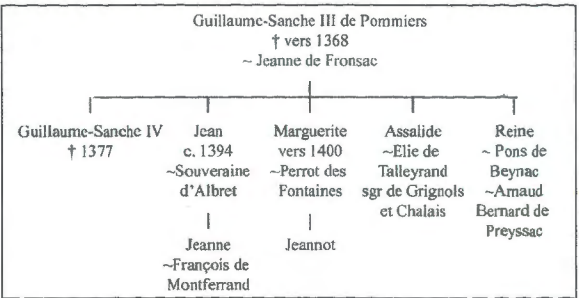 Guillaume-Sanche III de Pommiers
† vers 1368
~ Jeanne de Fronsac
Guillaume-Sanche IV
† 1377
Jean
c. 1394
~Souveraine
d'Albret
Marguerite
vers 1400
~Perrot des
Fontaines
Assalide
~Elie de
Talleyrand
sgr de Grignols
et Chalais
Reine
~ Pons de
Beynac
~Arnaud
Bernard de
Preyssac
Jeanne
~François de
Montferrand
Jeannot